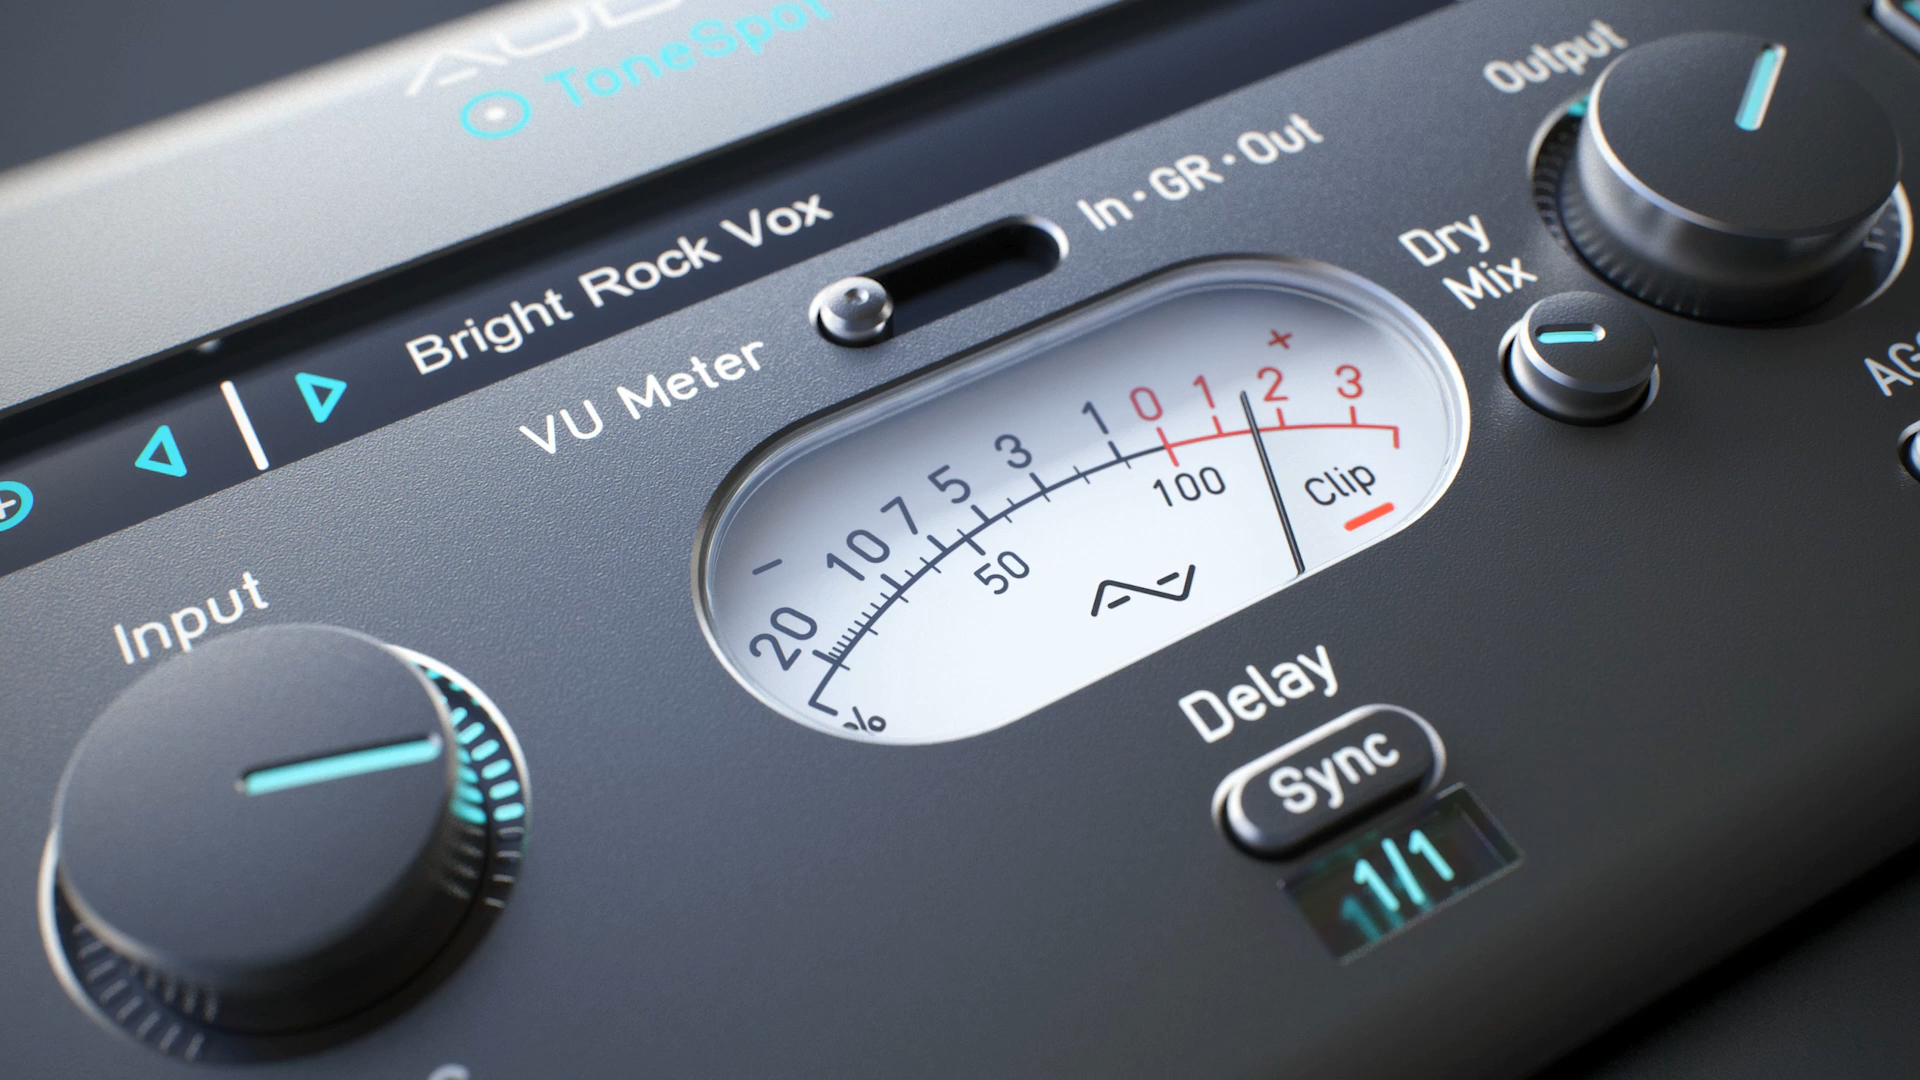 ToneSpot
Bright Rock Vox
VU Meter
In · GR · Out
Output
Dry
Mix
Input
- 20 10 7 5 3 1 0 1 2 3 +
50 100
%
Clip
Delay
Sync
1/1